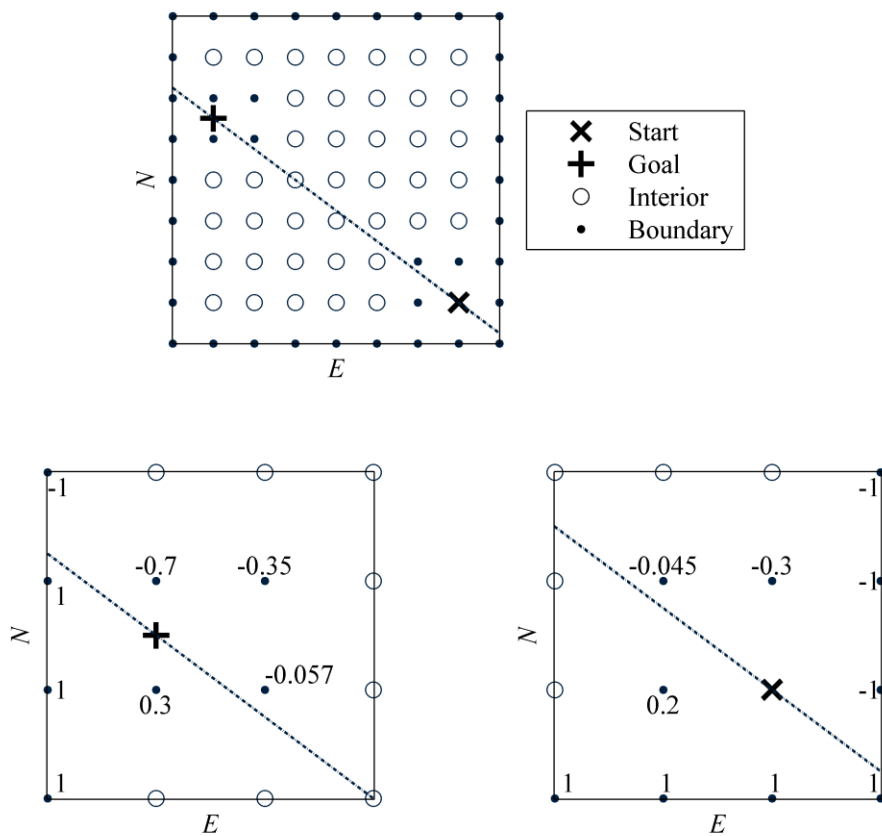 Start
Goal
Interior
Boundary
N
E
-1
-0.7 -0.35
1
N
1 -0.057
0.3
1
E
-1
-0.045 -0.3 -1
N
0.2 -1
1 1 1 1
E